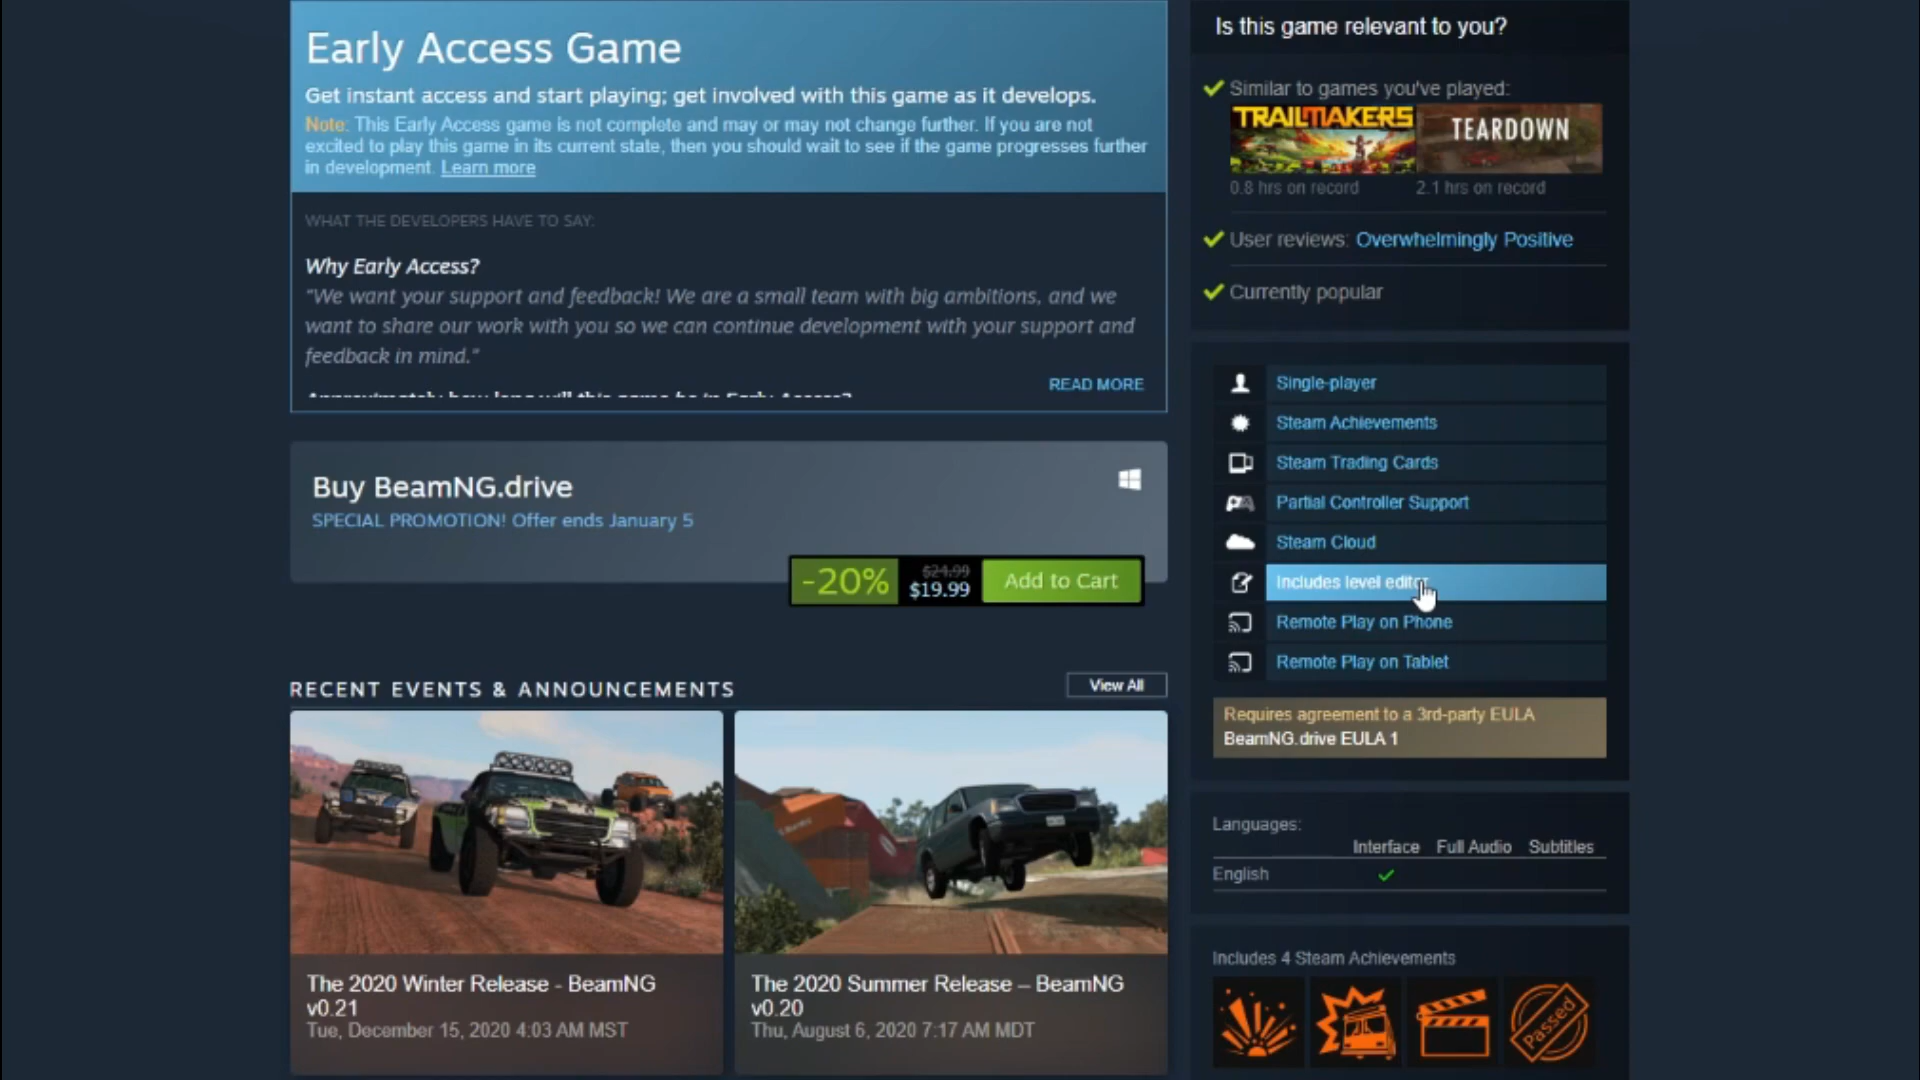 Early Access Game
Get instant access and start playing; get involved with this game as it develops.
Note: This Early Access game is not complete and may or may not change further. If you are not
excited to play this game in its current state, then you should wait to see if the game progresses further
in development. Learn more
WHAT THE DEVELOPERS HAVE TO SAY:
Why Early Access?
"We want your support and feedback! We are a small team with big ambitions, and we
want to share our work with you so we can continue development with your support and
feedback in mind."
Approximately how long will this game be in Early Access?
READ MORE
Buy BeamNG.drive
SPECIAL PROMOTION! Offer ends January 5
-20%
$24.99
$19.99
Add to Cart
RECENT EVENTS & ANNOUNCEMENTS
View All
The 2020 Winter Release - BeamNG
v0.21
Tue, December 15, 2020 4:03 AM MST
The 2020 Summer Release – BeamNG
v0.20
Thu, August 6, 2020 7:17 AM MDT
Is this game relevant to you?
Similar to games you've played:
TRAILMAKERS
TEARDOWN
0.8 hrs on record
2.1 hrs on record
User reviews: Overwhelmingly Positive
Currently popular
Single-player
Steam Achievements
Steam Trading Cards
Partial Controller Support
Steam Cloud
Includes level editor
Remote Play on Phone
Remote Play on Tablet
Requires agreement to a 3rd-party EULA
BeamNG.drive EULA 1
Languages:
Interface Full Audio Subtitles
English
Includes 4 Steam Achievements
Passed